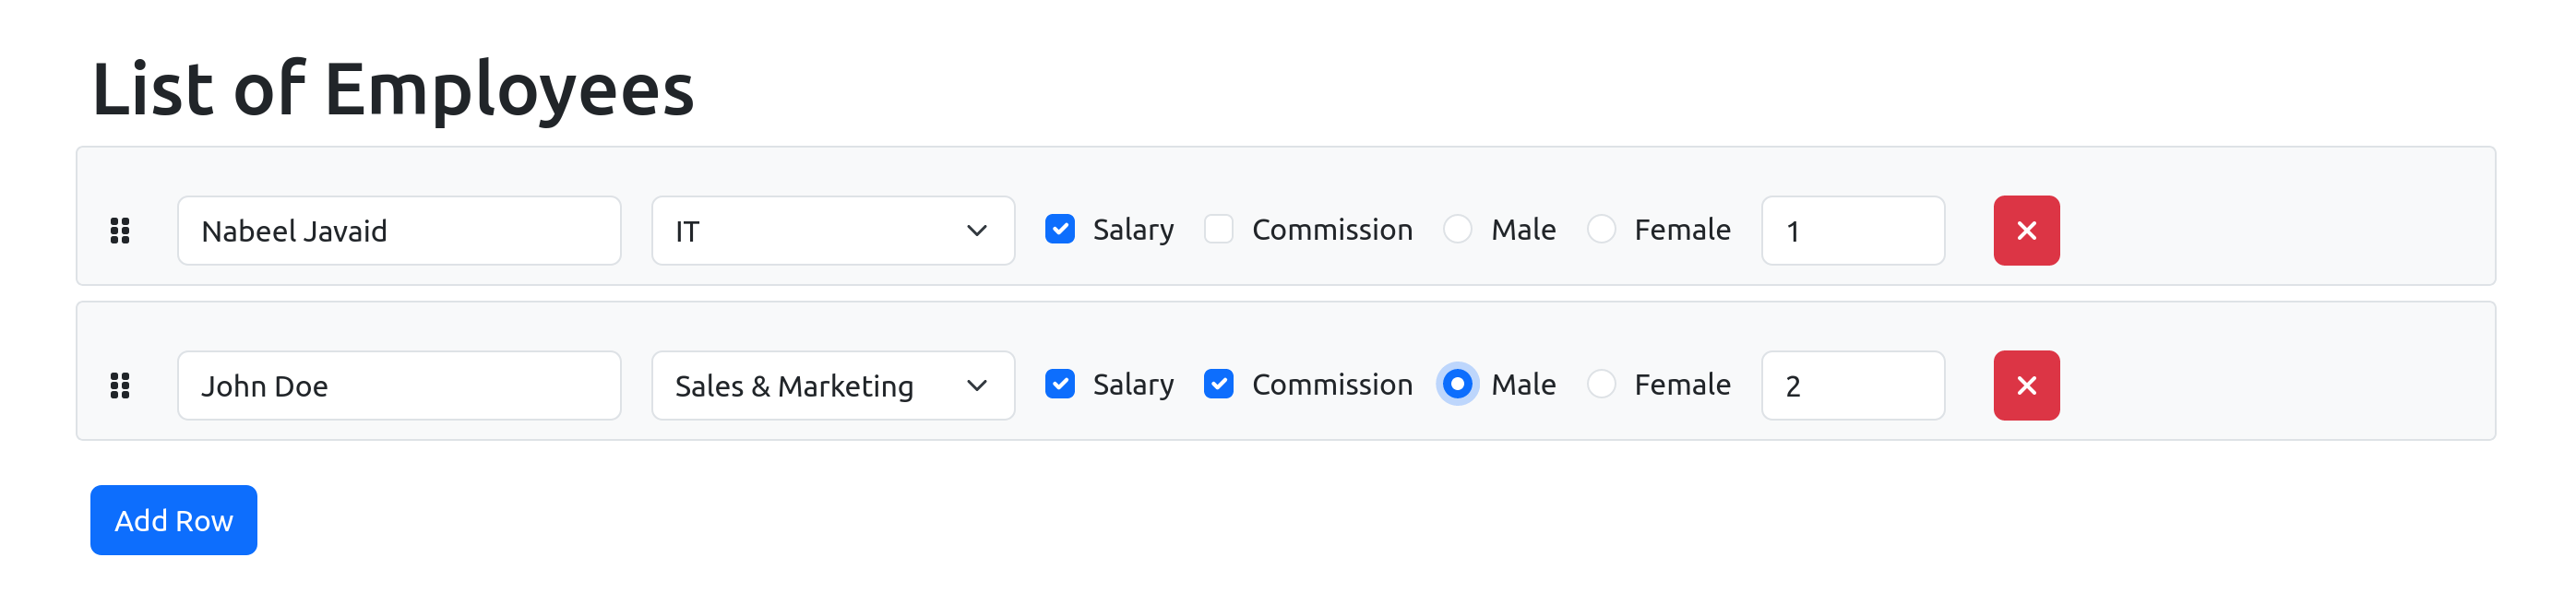 List of Employees
Nabeel Javaid IT Salary Commission Male Female 1
John Doe Sales & Marketing Salary Commission Male Female 2
Add Row